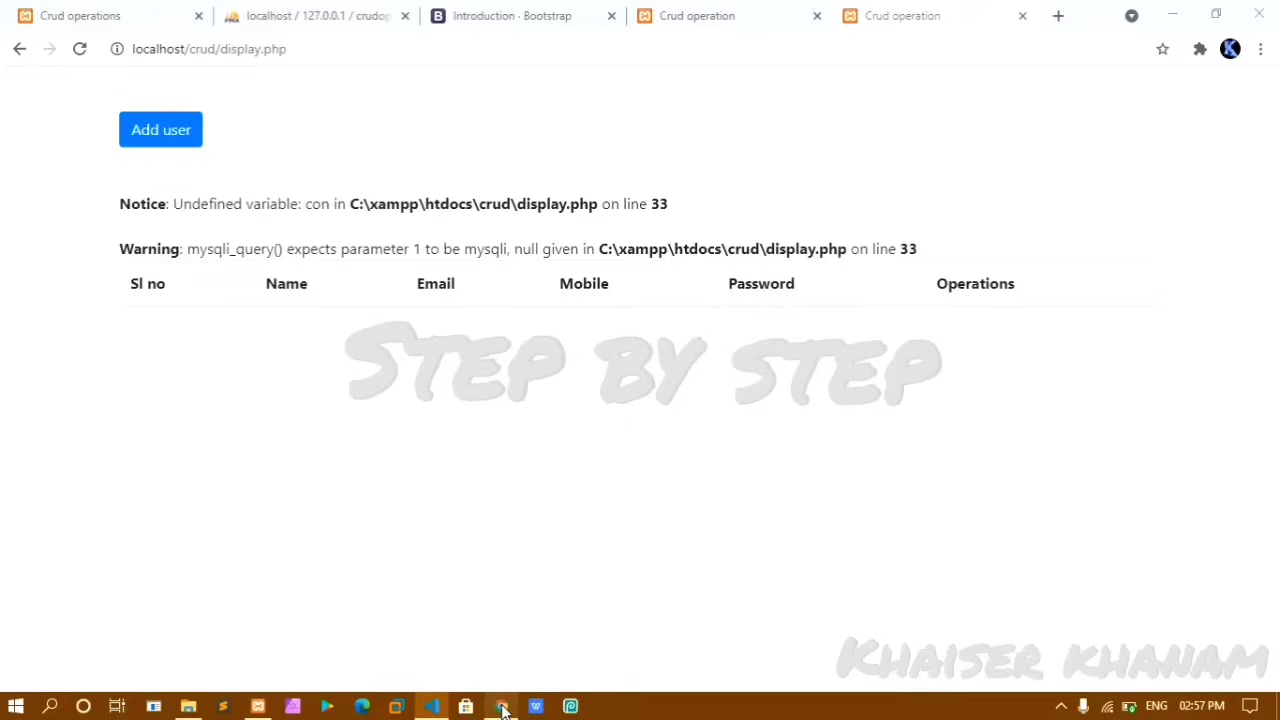 Crud operations
localhost / 127.0.0.1 / crudop
Introduction · Bootstrap
Crud operation
Crud operation
localhost/crud/display.php
Add user
Notice: Undefined variable: con in C:\xampp\htdocs\crud\display.php on line 33
Warning: mysqli_query() expects parameter 1 to be mysqli, null given in C:\xampp\htdocs\crud\display.php on line 33
Sl no Name Email Mobile Password Operations
Step by step
Khaiser khanam
ENG 02:57 PM